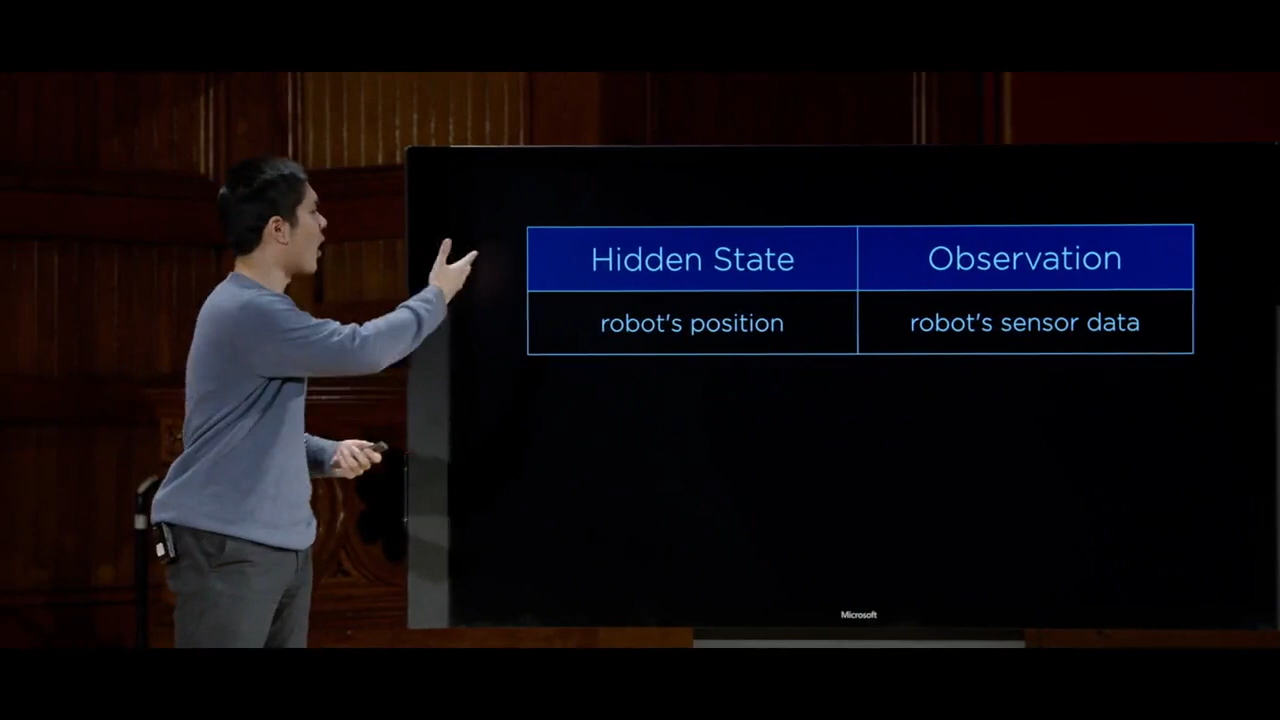 Hidden State Observation
robot's position robot's sensor data
Microsoft